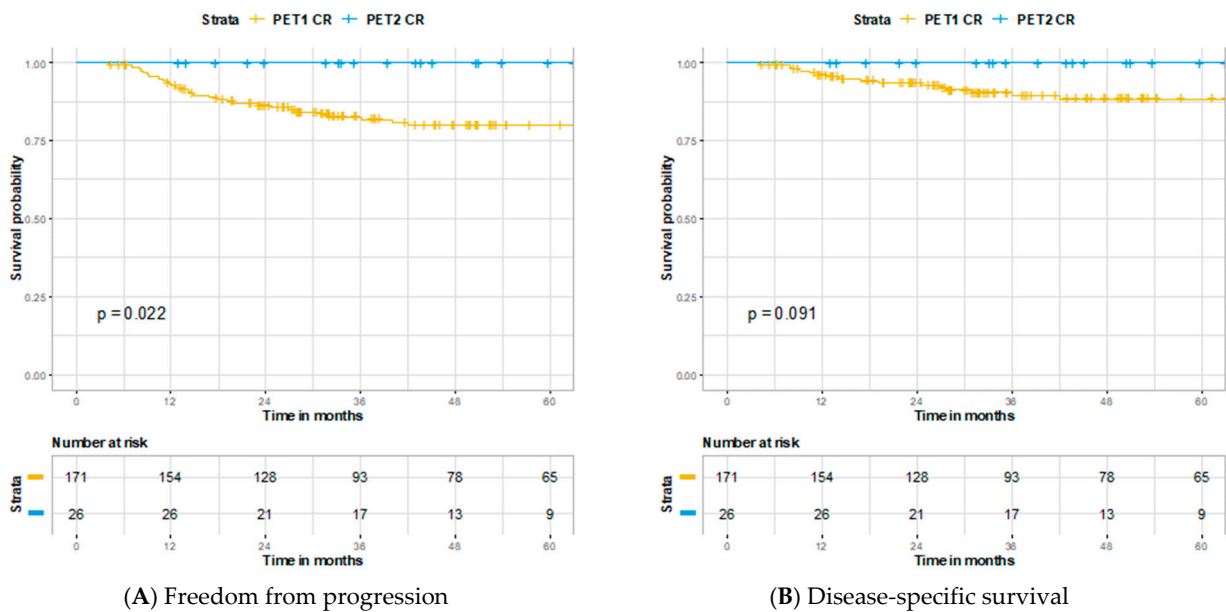 Strata PET1 CR PET2 CR
Survival probability
1.00
0.75
0.50
0.25
0.00
p = 0.022
0 12 24 36 48 60
Time in months
Number at risk
Strata
171 154 128 93 78 65
26 26 21 17 13 9
0 12 24 36 48 60
Time in months
(A) Freedom from progression
Strata PET1 CR PET2 CR
Survival probability
1.00
0.75
0.50
0.25
0.00
p = 0.091
0 12 24 36 48 60
Time in months
Number at risk
Strata
171 154 128 93 78 65
26 26 21 17 13 9
0 12 24 36 48 60
Time in months
(B) Disease-specific survival